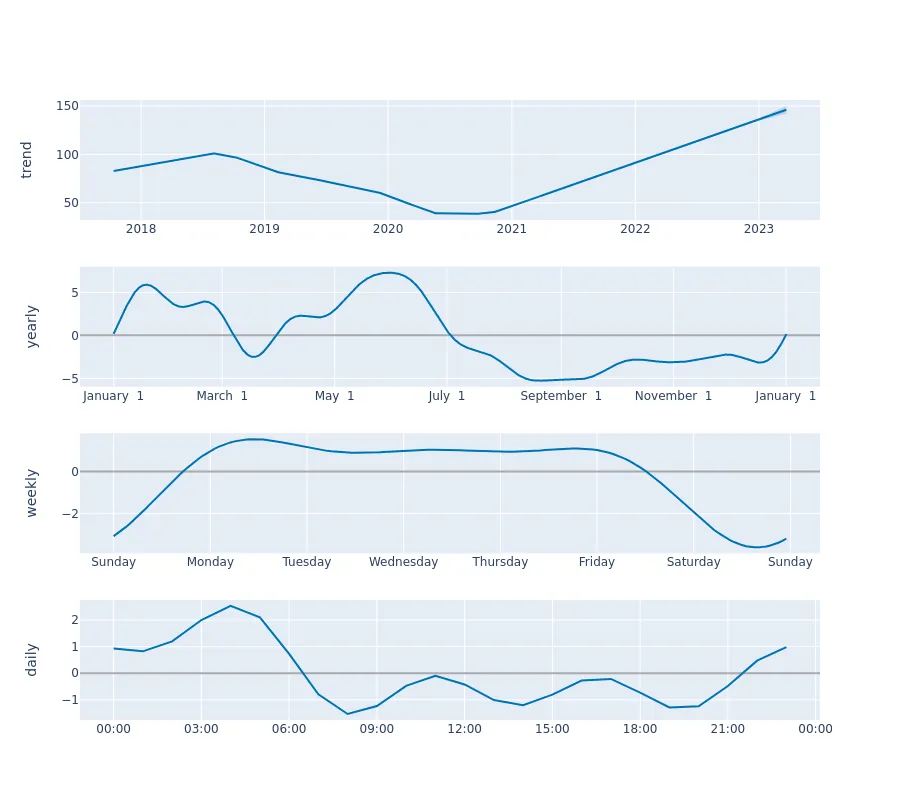 trend
150
100
50
2018 2019 2020 2021 2022 2023
yearly
5
0
−5
January 1 March 1 May 1 July 1 September 1 November 1 January 1
weekly
0
−2
Sunday Monday Tuesday Wednesday Thursday Friday Saturday Sunday
daily
2
1
0
−1
00:00 03:00 06:00 09:00 12:00 15:00 18:00 21:00 00:00